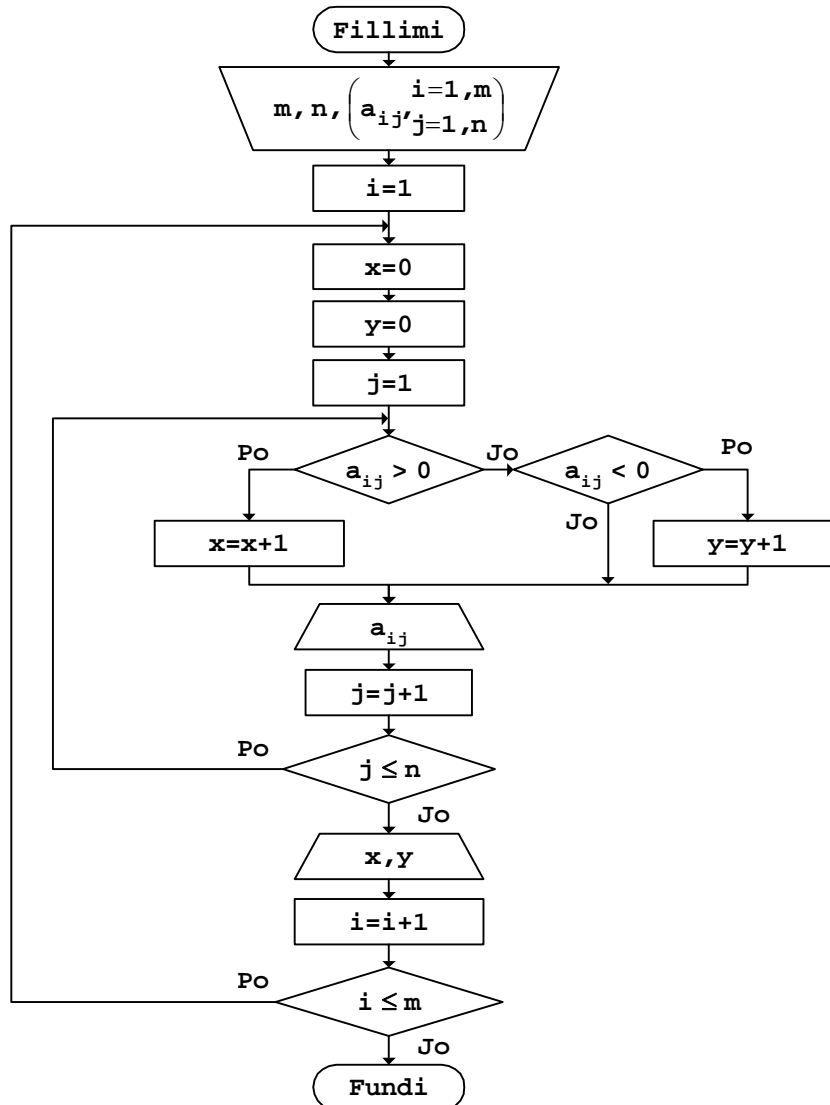 Fillimi
m,n,(a_ij, i=1,m
j=1,n)
i=1
x=0
y=0
j=1
Po
a_ij > 0
Jo
a_ij < 0
Po
x=x+1
Jo
y=y+1
a_ij
j=j+1
Po
j ≤ n
Jo
x,y
i=i+1
Po
i ≤ m
Jo
Fundi